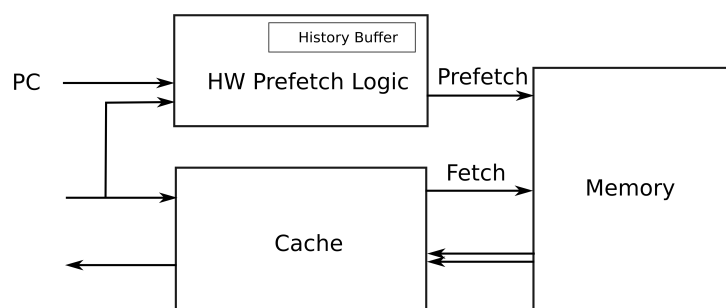 History Buffer
PC
HW Prefetch Logic
Prefetch
Fetch
Memory
Cache